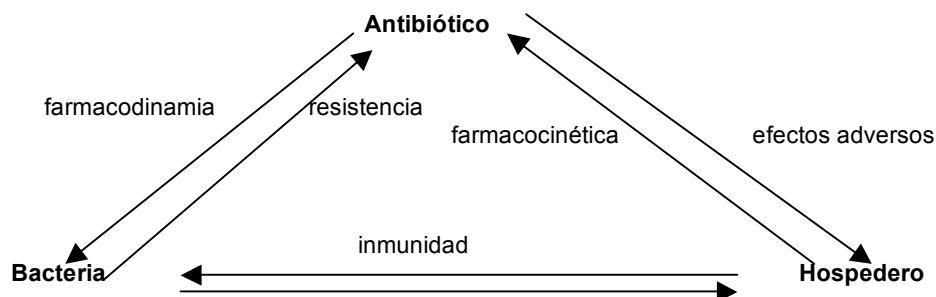 Antibiótico
farmacodinamia
resistencia
farmacocinética
efectos adversos
inmunidad
Bacteria
Hospedero